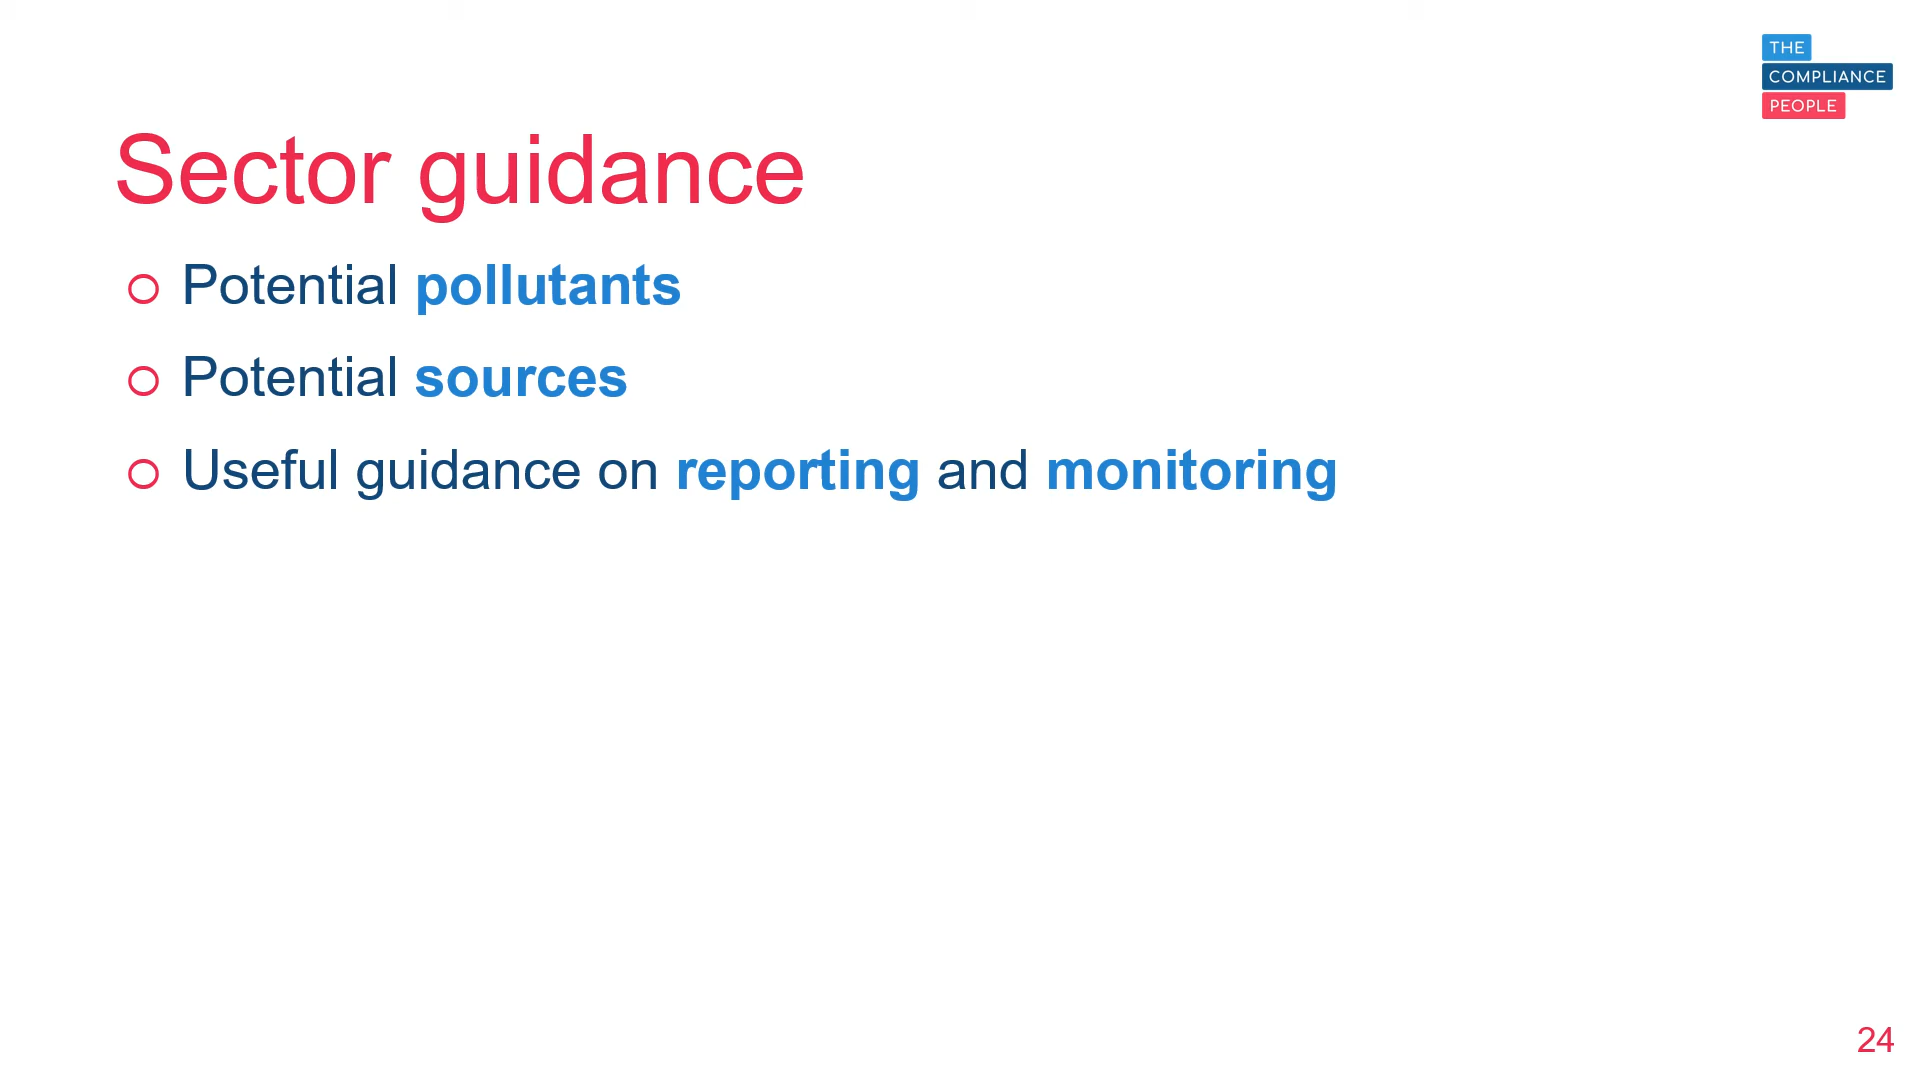 THE
COMPLIANCE
PEOPLE
Sector guidance
Potential pollutants
Potential sources
Useful guidance on reporting and monitoring
24